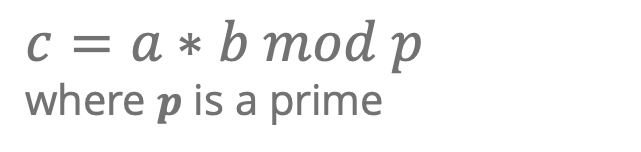 c = a * b mod p
where p is a prime